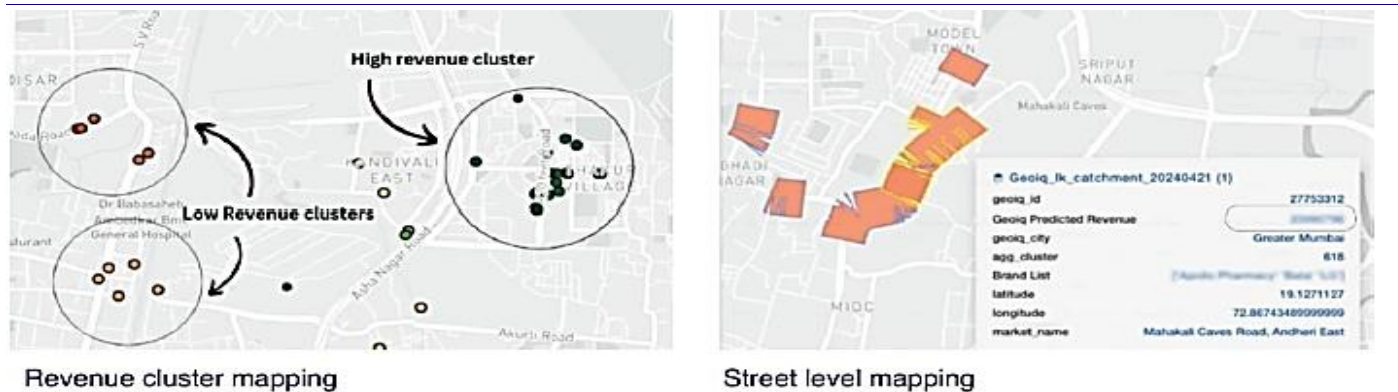 SV Road
High revenue cluster
KANDIVALI
EAST
VILLAGE
Low Revenue clusters
Dr Babasaheb
Ambedkar
General Hospital
Asha Nagar Road
Akurli Road
Revenue cluster mapping
MODEL
TOWN
SRIPUT
NAGAR
Mahakali Caves
NAGAR
MIDC
Geoiq_lk_catchment_20240421 (1)
geoiq_id 27753312
Geoiq Predicted Revenue
geoiq_city Greater Mumbai
agg_cluster 618
Brand List
latitude 19.1271127
longitude 72.86743489999999
market_name Mahakali Caves Road, Andheri East
Street level mapping